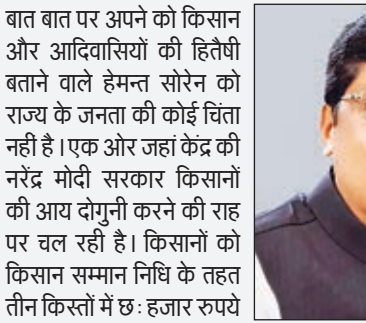 बात बात पर अपने को किसान
और आदिवासियों की हितैषी
बताने वाले हेमन्त सोरेन को
राज्य के जनता की कोई चिंता
नहीं है।एक ओर जहां केंद्र की
नरेंद्र मोदी सरकार किसानों
की आय दोगुनी करने की राह
पर चल रही है। किसानों को
किसान सम्मान निधि के तहत
तीन किस्तों में छः हजार रुपये